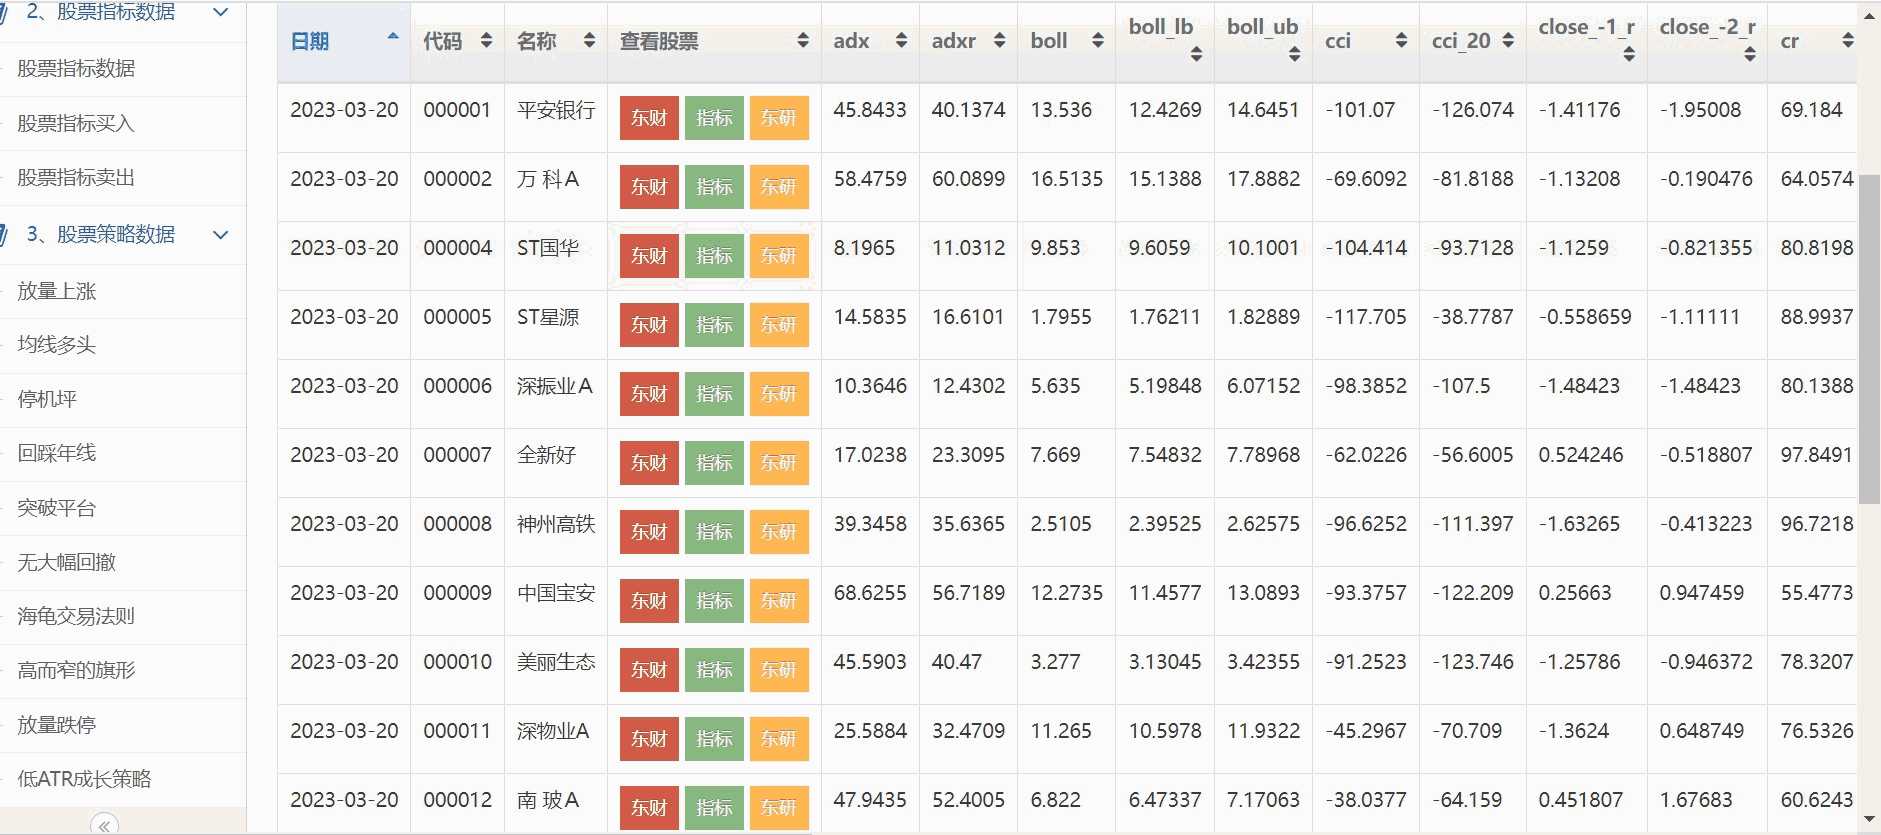 2、股票指标数据
股票指标数据
股票指标买入
股票指标卖出
3、股票策略数据
放量上涨
均线多头
停机坪
回踩年线
突破平台
无大幅回撤
海龟交易法则
高而窄的旗形
放量跌停
低ATR成长策略
日期 代码 名称 查看股票 adx adxr boll boll_lb boll_ub cci cci_20 close_-1_r close_-2_r cr
2023-03-20 000001 平安银行 东财 指标 东研 45.8433 40.1374 13.536 12.4269 14.6451 -101.07 -126.074 -1.41176 -1.95008 69.184
2023-03-20 000002 万 科A 东财 指标 东研 58.4759 60.0899 16.5135 15.1388 17.8882 -69.6092 -81.8188 -1.13208 -0.190476 64.0574
2023-03-20 000004 ST国华 东财 指标 东研 8.1965 11.0312 9.853 9.6059 10.1001 -104.414 -93.7128 -1.1259 -0.821355 80.8198
2023-03-20 000005 ST星源 东财 指标 东研 14.5835 16.6101 1.7955 1.76211 1.82889 -117.705 -38.7787 -0.558659 -1.11111 88.9937
2023-03-20 000006 深振业A 东财 指标 东研 10.3646 12.4302 5.635 5.19848 6.07152 -98.3852 -107.5 -1.48423 -1.48423 80.1388
2023-03-20 000007 全新好 东财 指标 东研 17.0238 23.3095 7.669 7.54832 7.78968 -62.0226 -56.6005 0.524246 -0.518807 97.8491
2023-03-20 000008 神州高铁 东财 指标 东研 39.3458 35.6365 2.5105 2.39525 2.62575 -96.6252 -111.397 -1.63265 -0.413223 96.7218
2023-03-20 000009 中国宝安 东财 指标 东研 68.6255 56.7189 12.2735 11.4577 13.0893 -93.3757 -122.209 0.25663 0.947459 55.4773
2023-03-20 000010 美丽生态 东财 指标 东研 45.5903 40.47 3.277 3.13045 3.42355 -91.2523 -123.746 -1.25786 -0.946372 78.3207
2023-03-20 000011 深物业A 东财 指标 东研 25.5884 32.4709 11.265 10.5978 11.9322 -45.2967 -70.709 -1.3624 0.648749 76.5326
2023-03-20 000012 南 玻A 东财 指标 东研 47.9435 52.4005 6.822 6.47337 7.17063 -38.0377 -64.159 0.451807 1.67683 60.6243